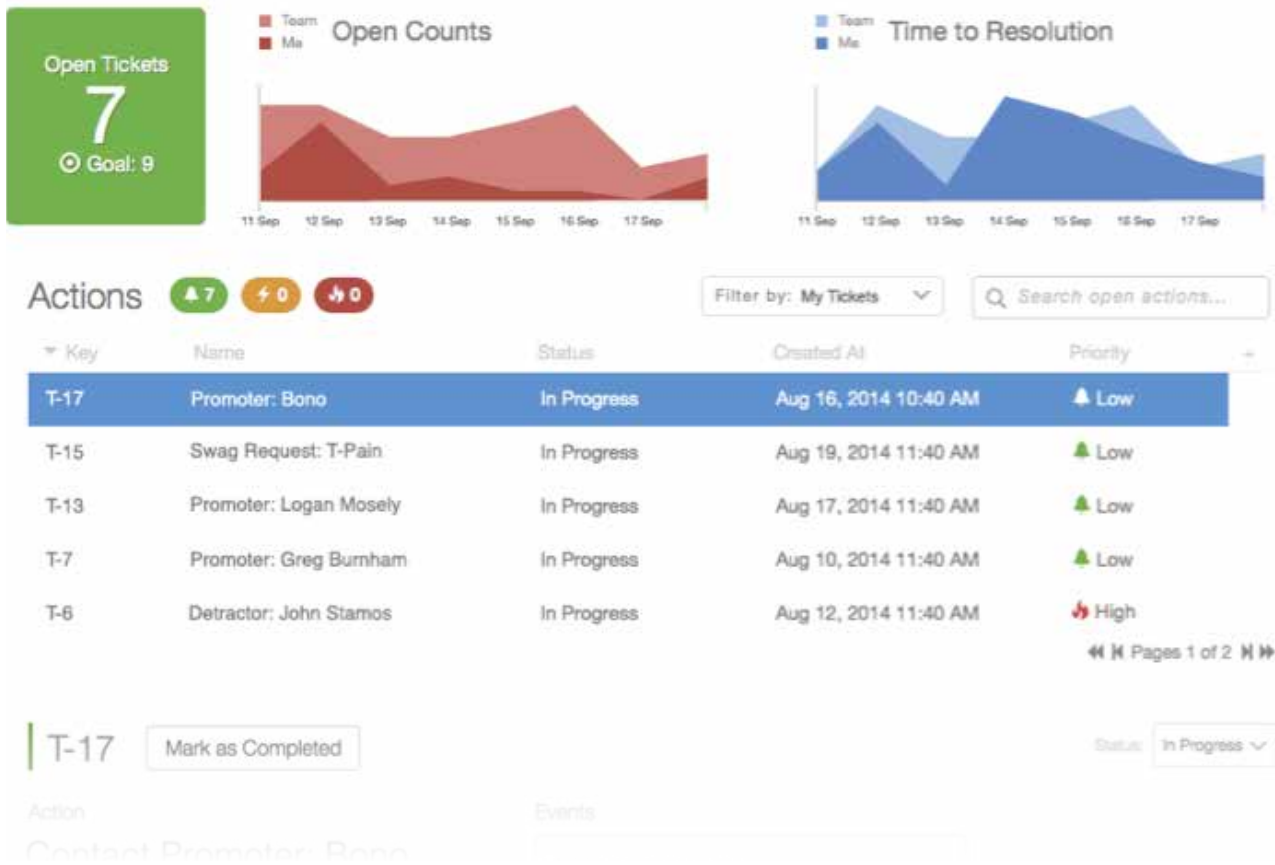 Open Tickets
7
Goal: 9
Team
Me
Open Counts
11 Sep 12 Sep 13 Sep 14 Sep 15 Sep 16 Sep 17 Sep
Team
Me
Time to Resolution
11 Sep 12 Sep 13 Sep 14 Sep 15 Sep 16 Sep 17 Sep
Actions 7 0 0 Filter by: My Tickets Search open actions...
Key Name Status Created At Priority
T-17 Promoter: Bono In Progress Aug 16, 2014 10:40 AM Low
T-15 Swag Request: T-Pain In Progress Aug 19, 2014 11:40 AM Low
T-13 Promoter: Logan Mosely In Progress Aug 17, 2014 11:40 AM Low
T-7 Promoter: Greg Burnham In Progress Aug 10, 2014 11:40 AM Low
T-6 Detractor: John Stamos In Progress Aug 12, 2014 11:40 AM High
Pages 1 of 2
T-17 Mark as Completed Status: In Progress
Action Events
Contact Promoter: Bono